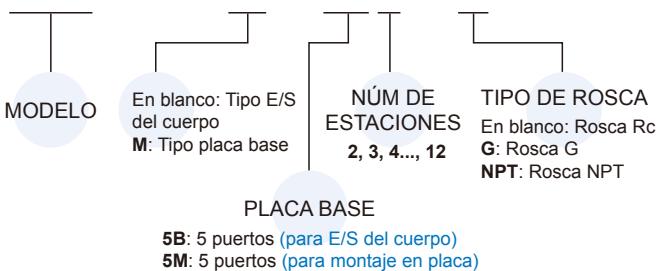 MODELO
En blanco: Tipo E/S
del cuerpo
M: Tipo placa base
NÚM DE
ESTACIONES
2, 3, 4..., 12
TIPO DE ROSCA
En blanco: Rosca Rc
G: Rosca G
NPT: Rosca NPT
PLACA BASE
5B: 5 puertos (para E/S del cuerpo)
5M: 5 puertos (para montaje en placa)